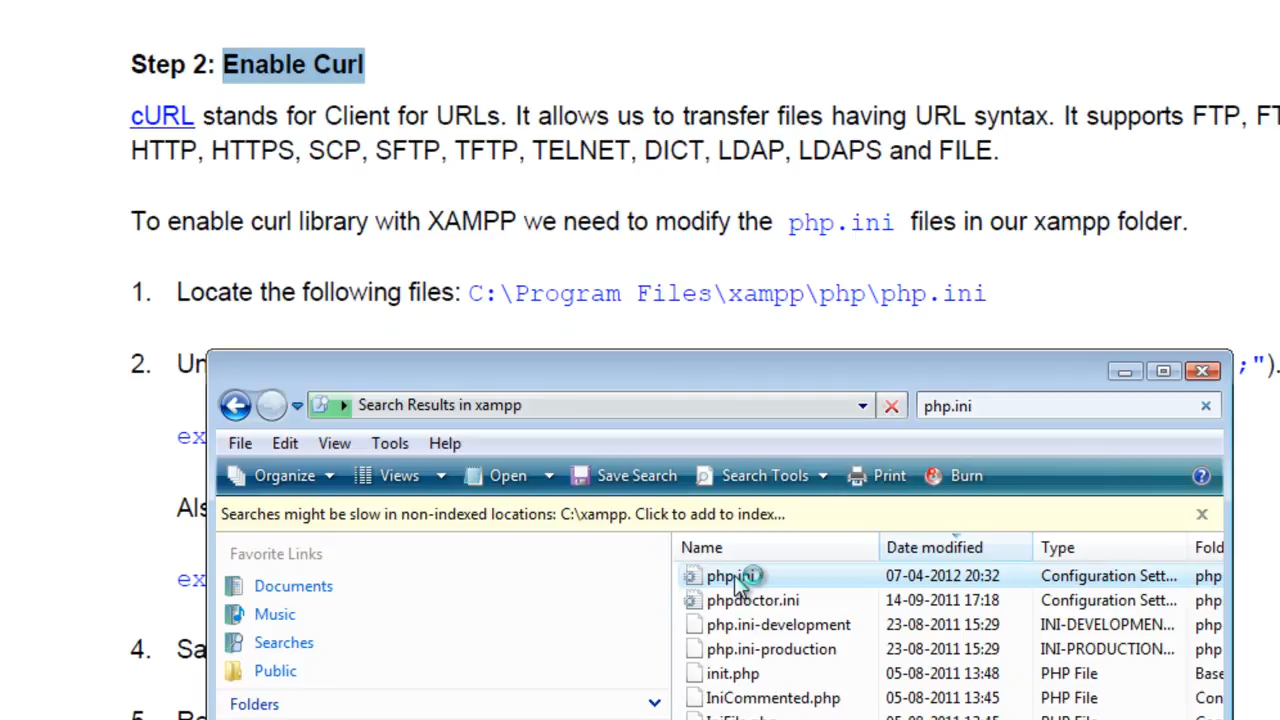 Step 2: Enable Curl
cURL stands for Client for URLs. It allows us to transfer files having URL syntax. It supports FTP,
HTTP, HTTPS, SCP, SFTP, TFTP, TELNET, DICT, LDAP, LDAPS and FILE.
To enable curl library with XAMPP we need to modify the php.ini files in our xampp folder.
1. Locate the following files: C:\Program Files\xampp\php\php.ini
2. Un ;").
Search Results in xampp php.ini
ex
File Edit View Tools Help
Organize Views Open Save Search Search Tools Print Burn
Als
Searches might be slow in non-indexed locations: C:\xampp. Click to add to index...
Favorite Links
Name Date modified Type Fold
ex
php.ini 07-04-2012 20:32 Configuration Sett... php
Documents
phpdoctor.ini 14-09-2011 17:18 Configuration Sett... php
Music
php.ini-development 23-08-2011 15:29 INI-DEVELOPMEN... php
4. Sa
Searches
php.ini-production 23-08-2011 15:29 INI-PRODUCTION... php
Public
init.php 05-08-2011 13:48 PHP File Base
Folders
IniCommented.php 05-08-2011 13:45 PHP File Con